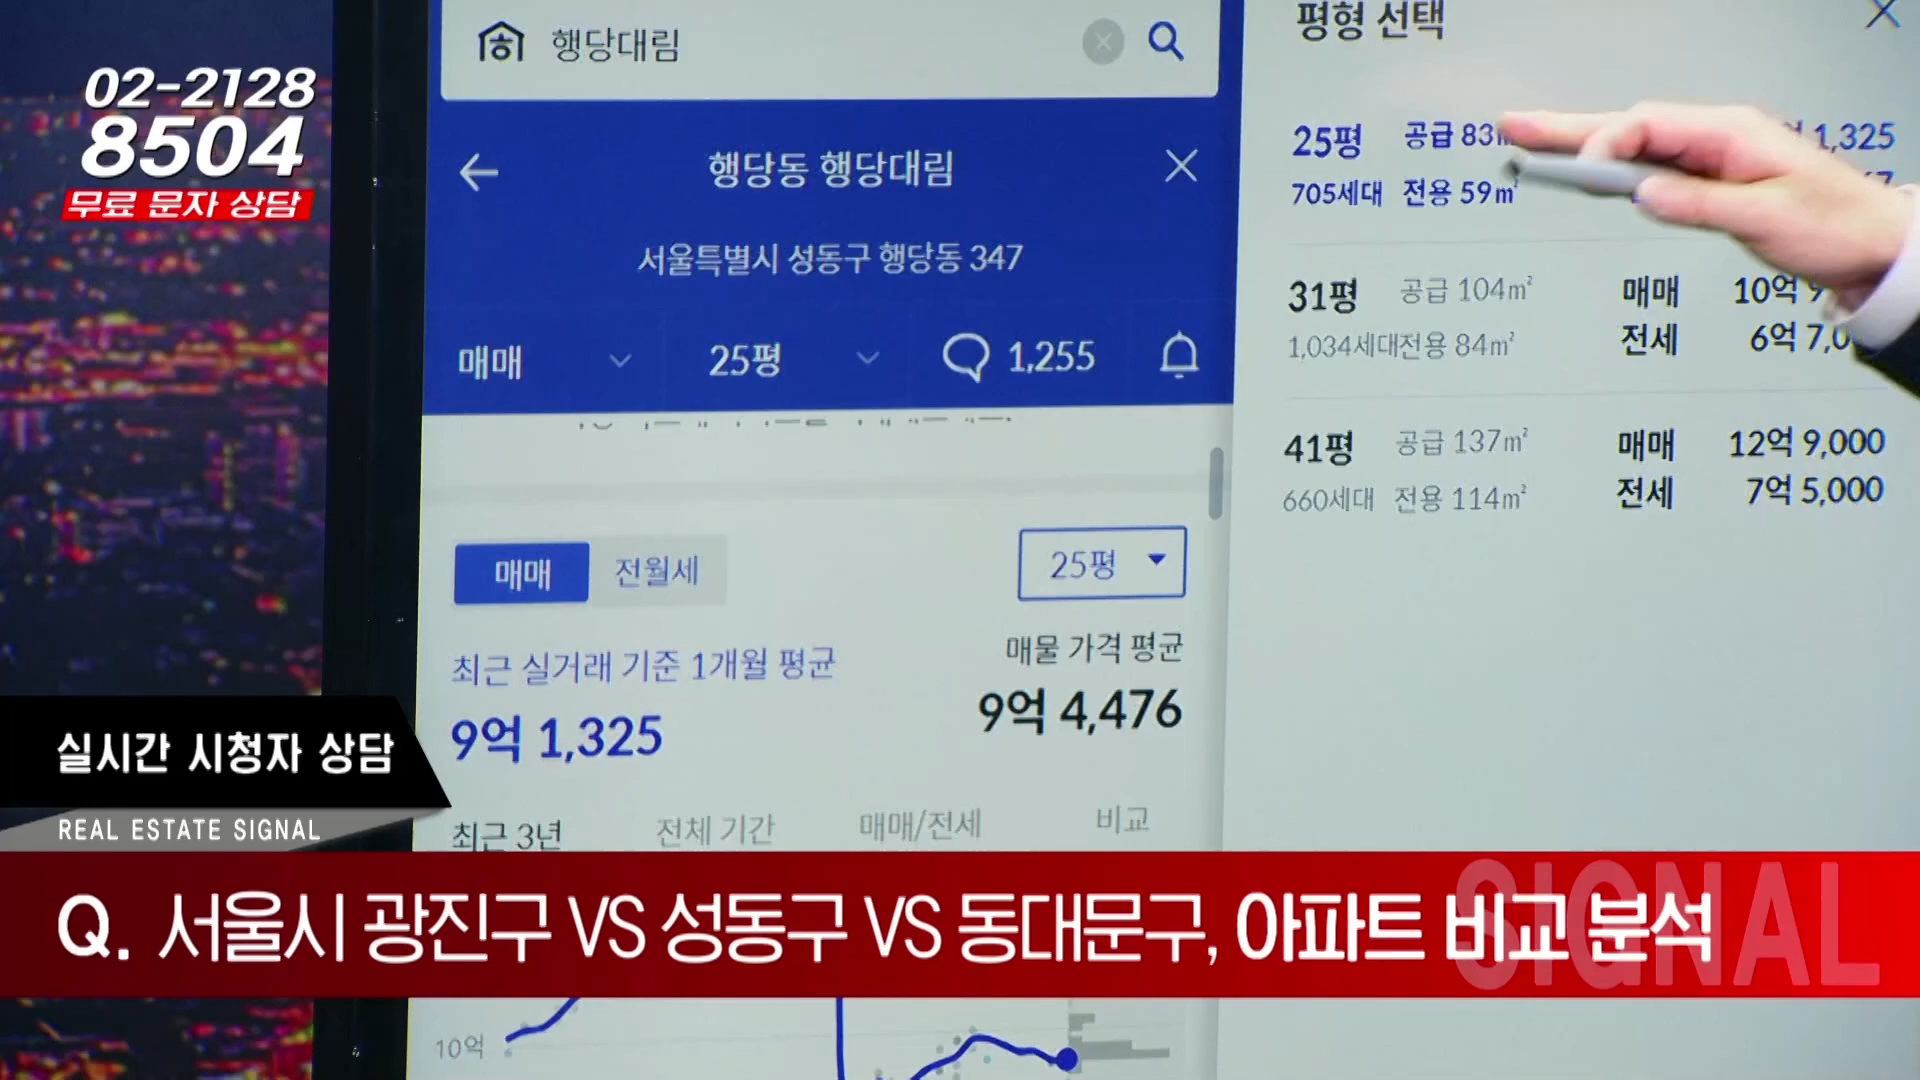 02-2128
8504
무료 문자 상담
행당대림
행당동 행당대림
서울특별시 성동구 행당동 347
매매 25평 1,255
매매 전월세 25평
최근 실거래 기준 1개월 평균
9억 1,325
매물 가격 평균
9억 4,476
최근 3년 전체 기간 매매/전세 비교
10억
평형 선택
25평 공급 83㎡ 1,325
705세대 전용 59㎡
31평 공급 104㎡ 매매 10억
1,034세대 전용 84㎡ 전세 6억
41평 공급 137㎡ 매매 12억 9,000
660세대 전용 114㎡ 전세 7억 5,000
실시간 시청자 상담
REAL ESTATE SIGNAL
SIGNAL
Q. 서울시 광진구 VS 성동구 VS 동대문구, 아파트 비교 분석